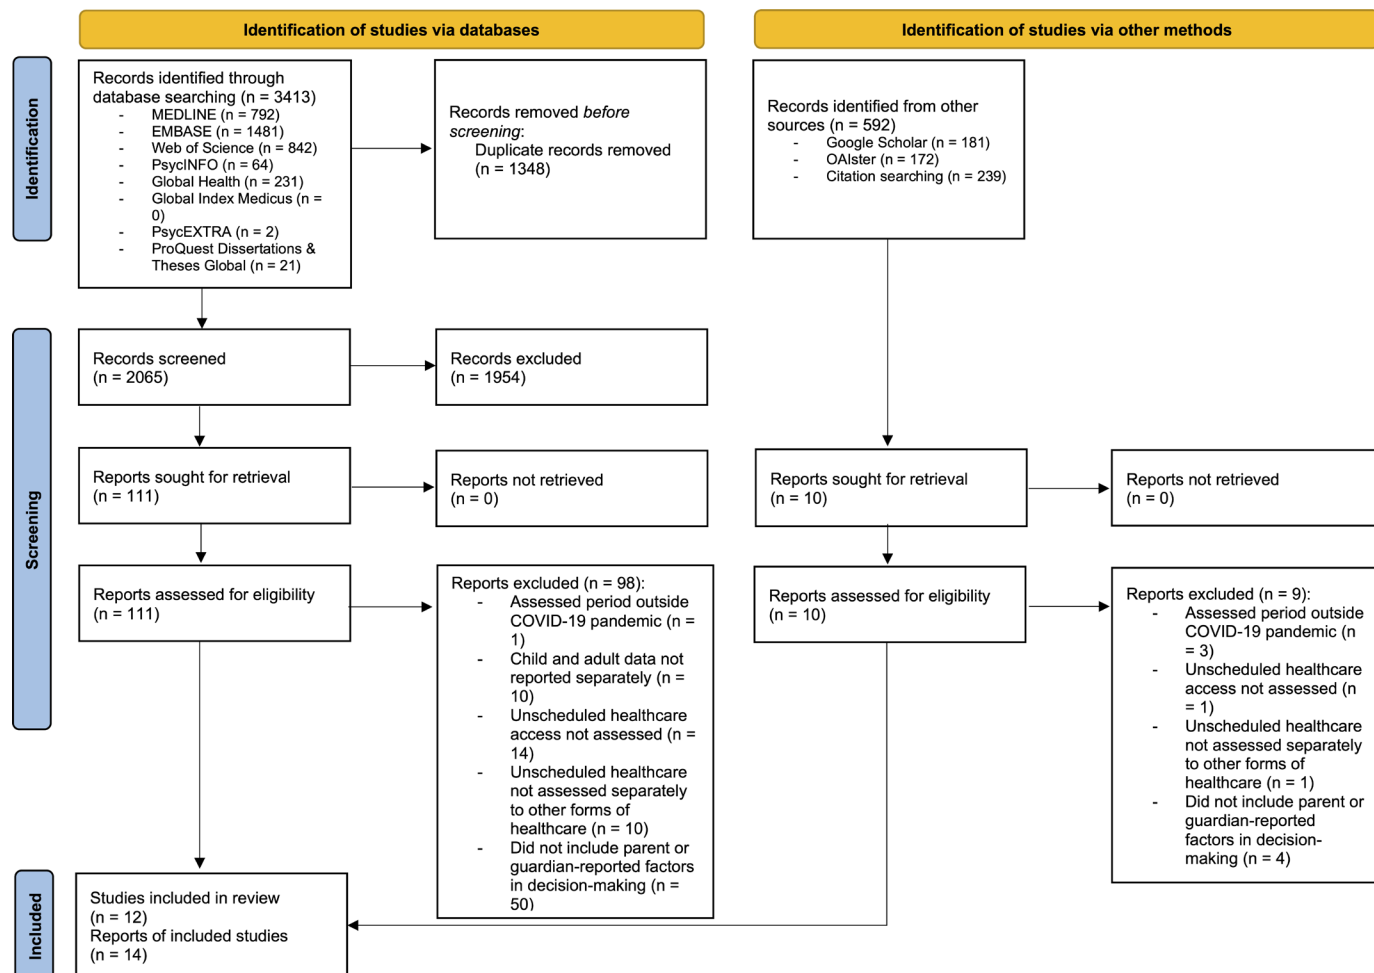 Identification of studies via databases
Identification of studies via other methods
Identification
Records identified through
database searching (n = 3413)
- MEDLINE (n = 792)
- EMBASE (n = 1481)
- Web of Science (n = 842)
- PsycINFO (n = 64)
- Global Health (n = 231)
- Global Index Medicus (n =
0)
- PsycEXTRA (n = 2)
- ProQuest Dissertations &
Theses Global (n = 21)
Records removed before
screening:
Duplicate records removed
(n = 1348)
Records identified from other
sources (n = 592)
- Google Scholar (n = 181)
- OAIster (n = 172)
- Citation searching (n = 239)
Screening
Records screened
(n = 2065)
Records excluded
(n = 1954)
Reports sought for retrieval
(n = 111)
Reports not retrieved
(n = 0)
Reports sought for retrieval
(n = 10)
Reports not retrieved
(n = 0)
Reports assessed for eligibility
(n = 111)
Reports excluded (n = 98):
- Assessed period outside
COVID-19 pandemic (n =
1)
- Child and adult data not
reported separately (n =
10)
- Unscheduled healthcare
access not assessed (n =
14)
- Unscheduled healthcare
not assessed separately
to other forms of
healthcare (n = 10)
- Did not include parent or
guardian-reported factors
in decision-making (n =
50)
Reports assessed for eligibility
(n = 10)
Reports excluded (n = 9):
- Assessed period outside
COVID-19 pandemic (n
= 3)
- Unscheduled healthcare
access not assessed (n
= 1)
- Unscheduled healthcare
not assessed separately
to other forms of
healthcare (n = 1)
- Did not include parent or
guardian-reported
factors in decision-
making (n = 4)
Included
Studies included in review
(n = 12)
Reports of included studies
(n = 14)